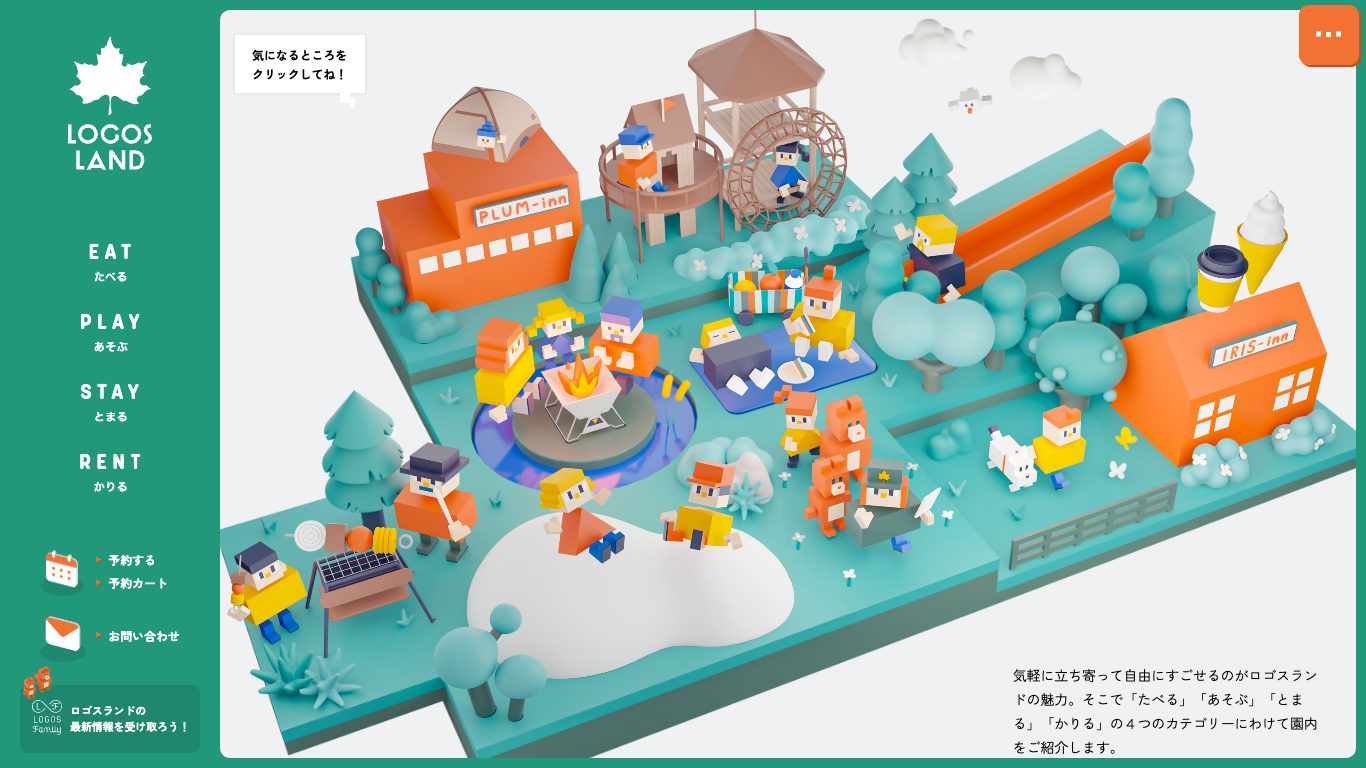 LOGOS
LAND
EAT
たべる
PLAY
あそぶ
STAY
とまる
RENT
かりる
予約する
予約カート
お問い合わせ
LOGOS
Family
ロゴスランドの
最新情報を受け取ろう！
気になるところを
クリックしてね！
PLUM-inn
IRIS-inn
気軽に立ち寄って自由にすごせるのがロゴスラン
ドの魅力。そこで「たべる」「あそぶ」「とま
る」「かりる」の４つのカテゴリーにわけて園内
をご紹介します。